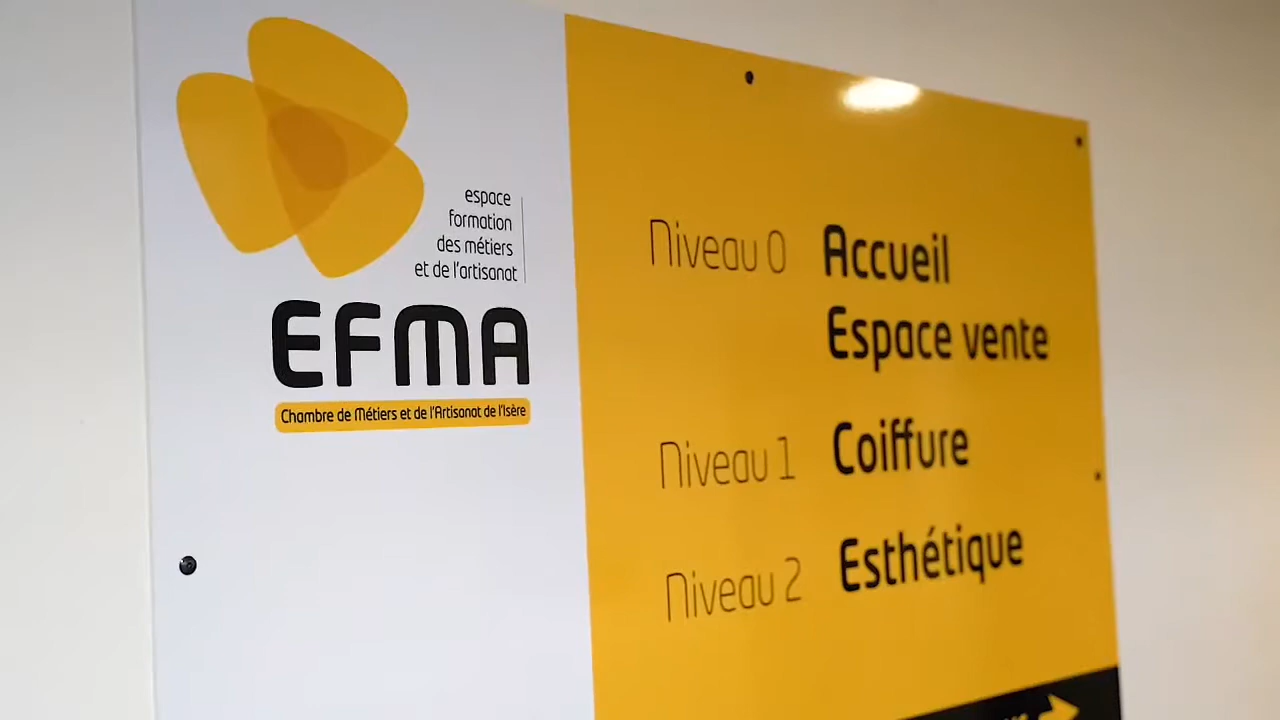 espace
formation
des métiers
et de l'artisanat
EFMA
Chambre de Métiers et de l'Artisanat de l'Isère
Niveau 0 Accueil
Espace vente
Niveau 1 Coiffure
Niveau 2 Esthétique